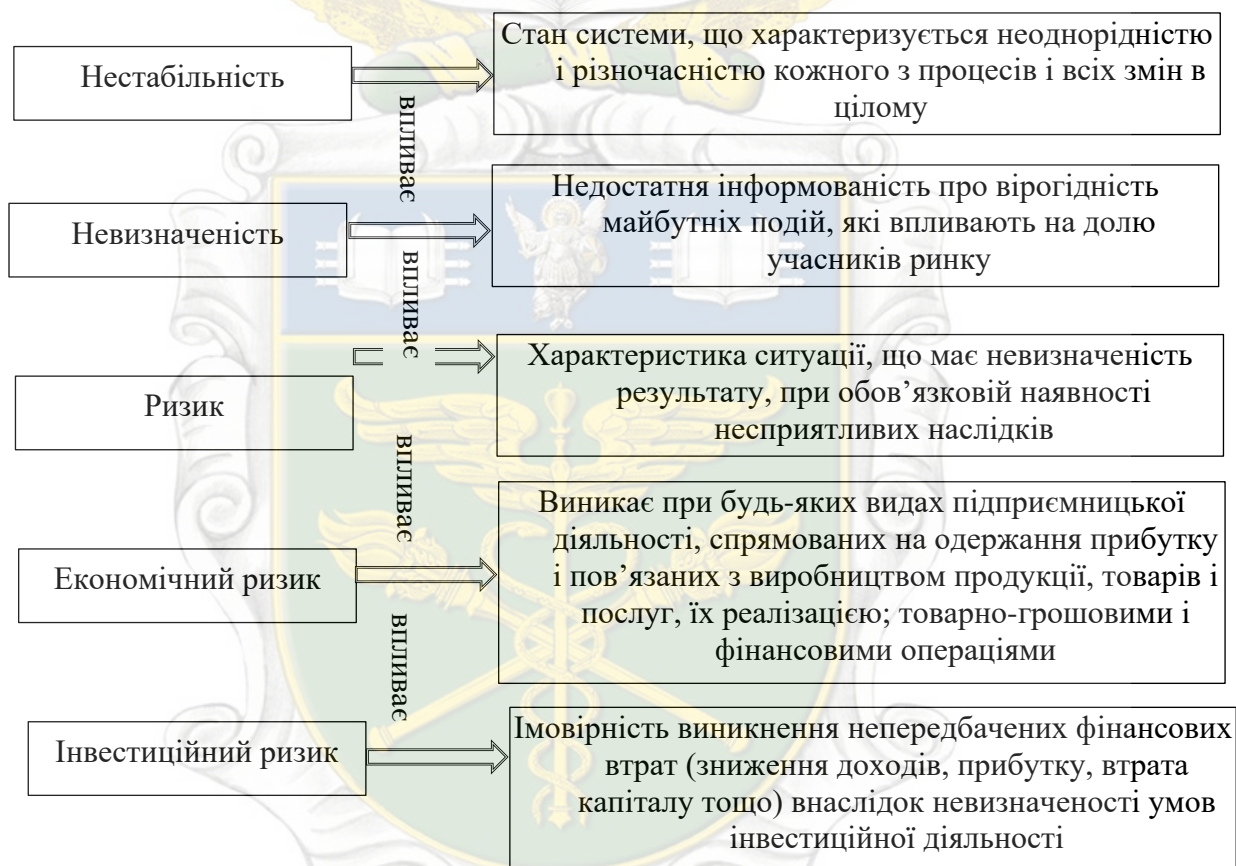 Нестабільність
Стан системи, що характеризується неоднорідністю
і різночасністю кожного з процесів і всіх змін в
цілому
впливає
Невизначеність
Недостатня інформованість про вірогідність
майбутніх подій, які впливають на долю
учасників ринку
впливає
Ризик
Характеристика ситуації, що має невизначеність
результату, при обов’язковій наявності
несприятливих наслідків
впливає
Економічний ризик
Виникає при будь-яких видах підприємницької
діяльності, спрямованих на одержання прибутку
і пов’язаних з виробництвом продукції, товарів і
послуг, їх реалізацією; товарно-грошовими і
фінансовими операціями
впливає
Інвестиційний ризик
Імовірність виникнення непередбачених фінансових
втрат (зниження доходів, прибутку, втрата
капіталу тощо) внаслідок невизначеності умов
інвестиційної діяльності